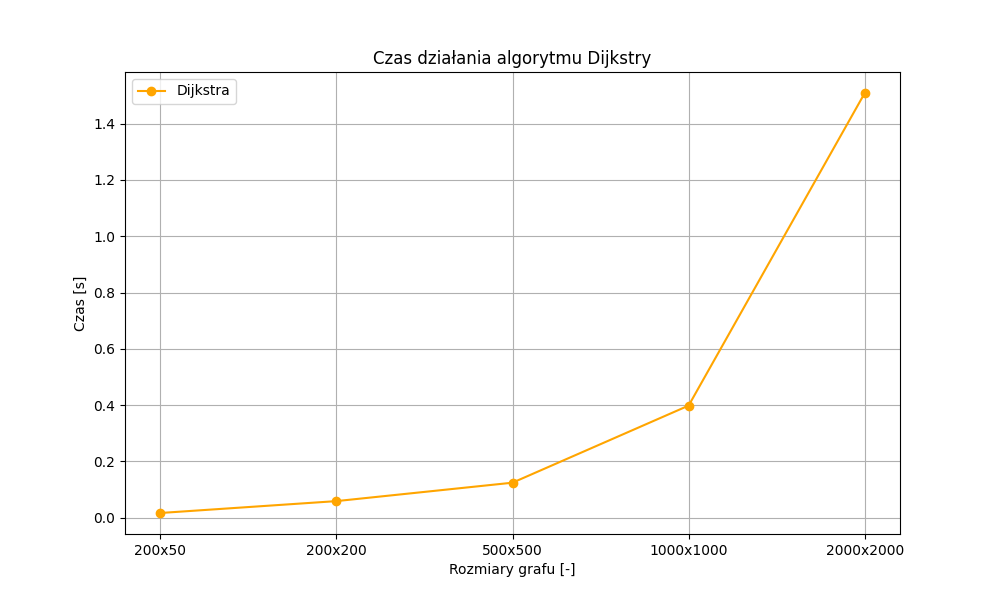 Czas działania algorytmu Dijkstry
Dijkstra
Czas [s]
1.4
1.2
1.0
0.8
0.6
0.4
0.2
0.0
200x50 200x200 500x500 1000x1000 2000x2000
Rozmiary grafu [-]